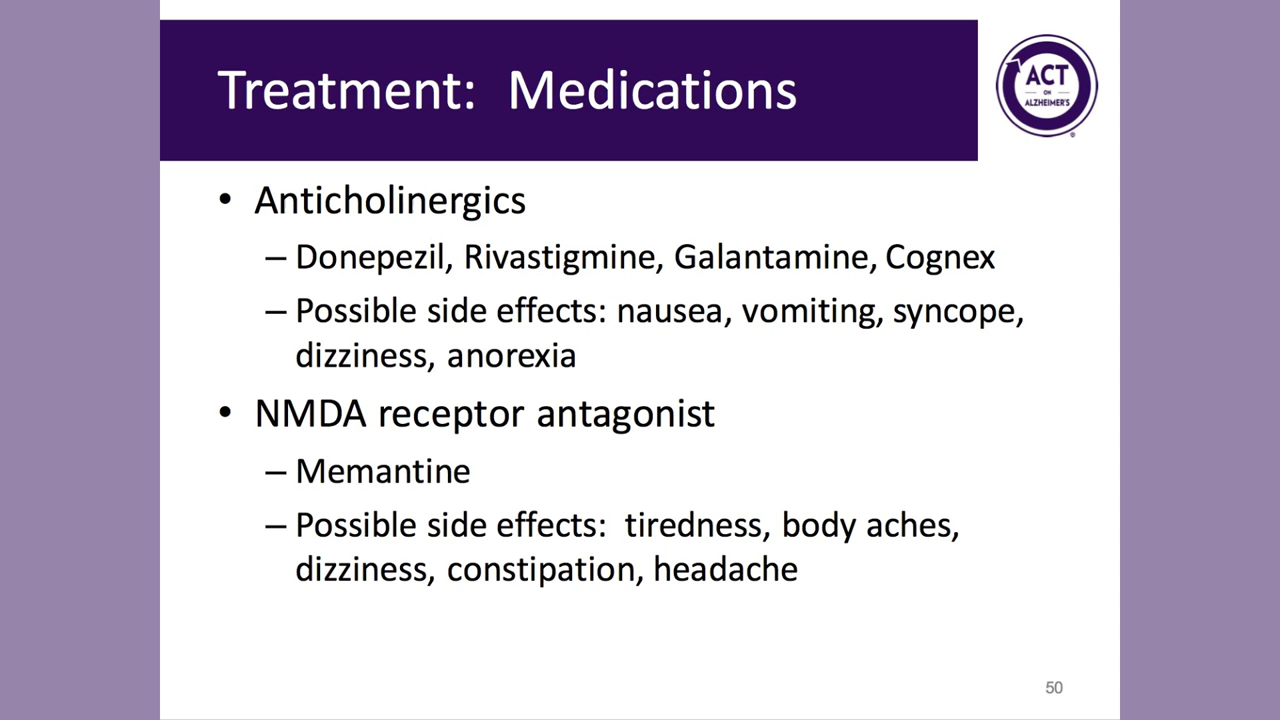 Treatment: Medications
ACT
ON
ALZHEIMER'S
®
• Anticholinergics
– Donepezil, Rivastigmine, Galantamine, Cognex
– Possible side effects: nausea, vomiting, syncope,
dizziness, anorexia
• NMDA receptor antagonist
– Memantine
– Possible side effects: tiredness, body aches,
dizziness, constipation, headache
50